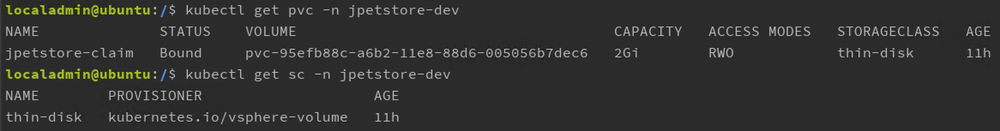 localadmin@ubuntu:/$ kubectl get pvc -n jpetstore-dev
NAME              STATUS    VOLUME                                     CAPACITY   ACCESS MODES   STORAGECLASS   AGE
jpetstore-claim   Bound     pvc-95efb88c-a6b2-11e8-88d6-005056b7dec6   2Gi        RWO            thin-disk      11h
localadmin@ubuntu:/$ kubectl get sc -n jpetstore-dev
NAME        PROVISIONER                    AGE
thin-disk   kubernetes.io/vsphere-volume   11h